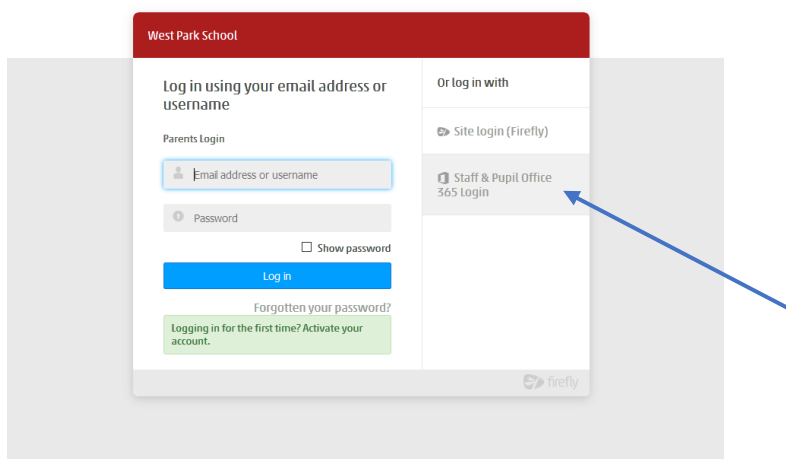 West Park School
Log in using your email address or
username
Parents Login
Email address or username
Password
Show password
Log in
Forgotten your password?
Logging in for the first time? Activate your
account.
Or log in with
Site login (Firefly)
Staff & Pupil Office
365 Login
firefly